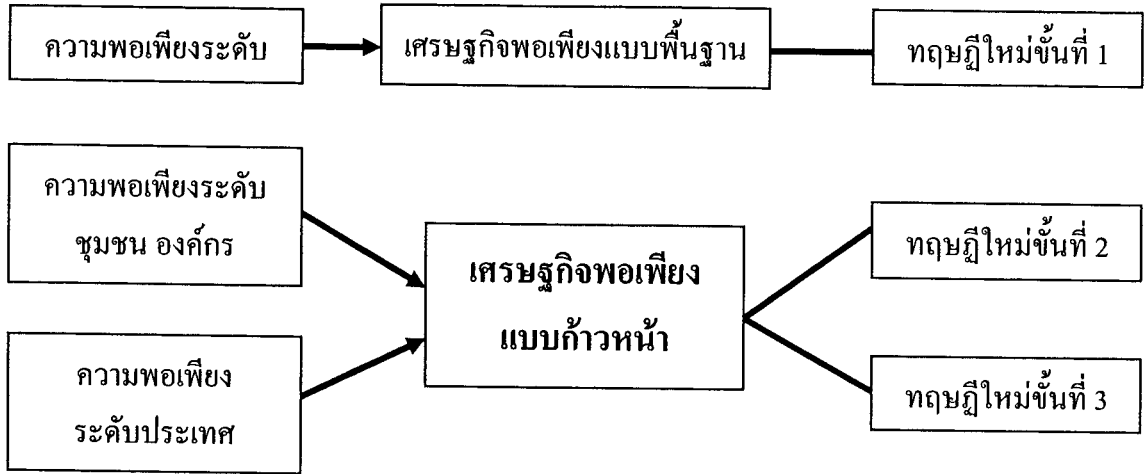 ความพอเพียงระดับ
เศรษฐกิจพอเพียงแบบพื้นฐาน
ทฤษฎีใหม่ขั้นที่ 1
ความพอเพียงระดับ
ชุมชน องค์กร
เศรษฐกิจพอเพียง
แบบก้าวหน้า
ทฤษฎีใหม่ขั้นที่ 2
ความพอเพียง
ระดับประเทศ
ทฤษฎีใหม่ขั้นที่ 3